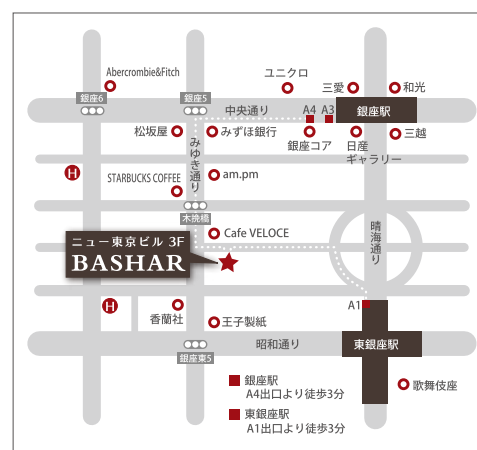 Abercrombie&Fitch
ユニクロ
三愛
和光
銀座6
銀座5
中央通り
A4
A3
銀座駅
松坂屋
みずほ銀行
銀座コア
日産
ギャラリー
三越
みゆき通り
H
STARBUCKS COFFEE
am.pm
木挽橋
Cafe VELOCE
晴海通り
ニュー東京ビル 3F
BASHAR
H
香蘭社
王子製紙
A1
銀座東5
昭和通り
東銀座駅
銀座駅
A4出口より徒歩3分
東銀座駅
A1出口より徒歩3分
歌舞伎座